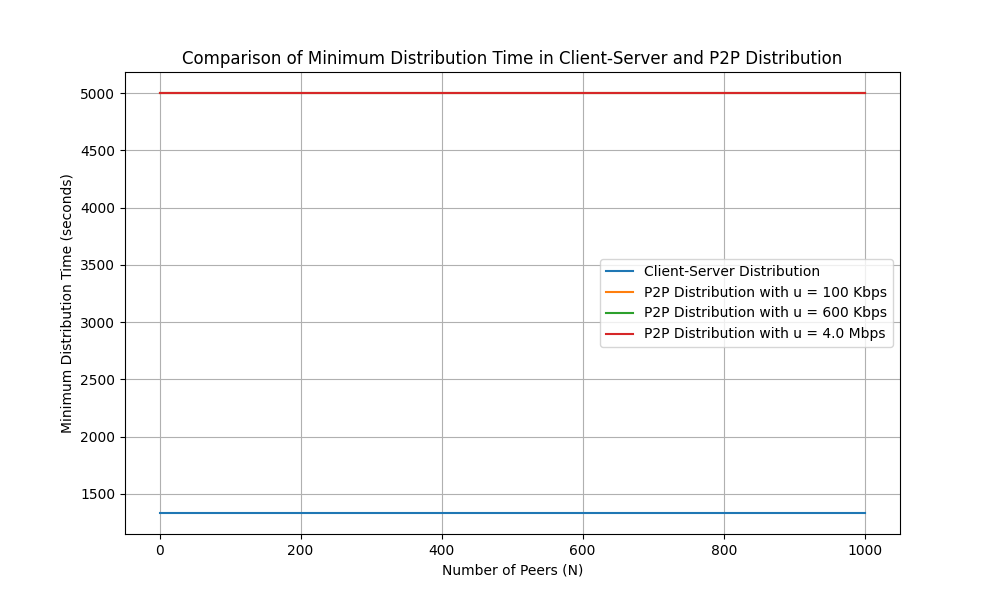 Comparison of Minimum Distribution Time in Client-Server and P2P Distribution
Minimum Distribution Time (seconds)
5000
4500
4000
3500
3000
2500
2000
1500
Client-Server Distribution
P2P Distribution with u = 100 Kbps
P2P Distribution with u = 600 Kbps
P2P Distribution with u = 4.0 Mbps
0 200 400 600 800 1000
Number of Peers (N)